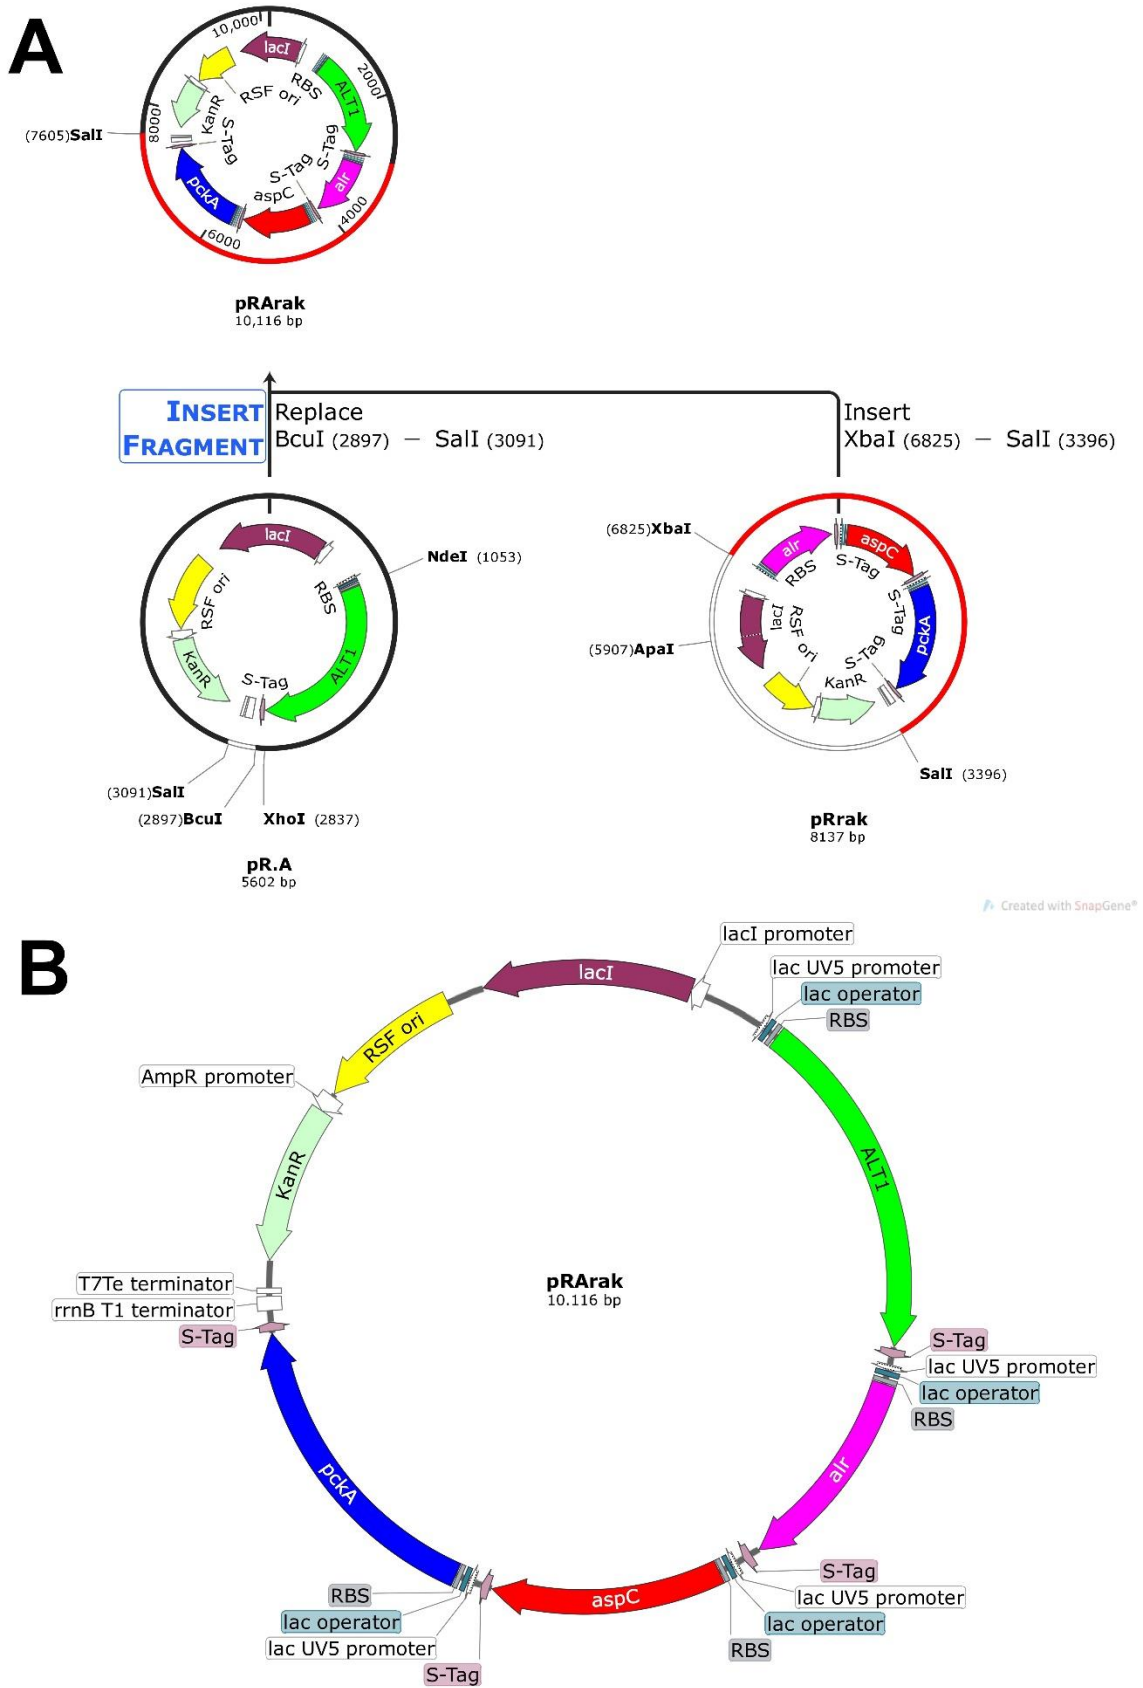 A
10,000
lacI
2000
RBS
ALT1
RSF ori
KanR
8000
(7605)SalI
S-Tag
S-Tag
S-Tag
alr
aspC
pckA
4000
6000
pRArak
10,116 bp
INSERT
FRAGMENT
Replace
BcuI (2897) – SalI (3091)
Insert
XbaI (6825) – SalI (3396)
lacI
NdeI (1053)
RBS
RSF ori
ALT1
KanR
S-Tag
(3091)SalI
(2897)BcuI
XhoI (2837)
pR.A
5602 bp
(6825)XbaI
alr
aspC
RBS
S-Tag
lacI
RSF ori
S-Tag
pckA
(5907)ApaI
S-Tag
KanR
SalI (3396)
pRrak
8137 bp
Created with SnapGene®
B
lacI promoter
lacI
lac UV5 promoter
lac operator
RBS
RSF ori
AmpR promoter
ALT1
KanR
pRArak
10.116 bp
T7Te terminator
rrnB T1 terminator
S-Tag
S-Tag
lac UV5 promoter
lac operator
RBS
alr
pckA
S-Tag
RBS
aspC
lac UV5 promoter
lac operator
lac operator
lac UV5 promoter
RBS
S-Tag